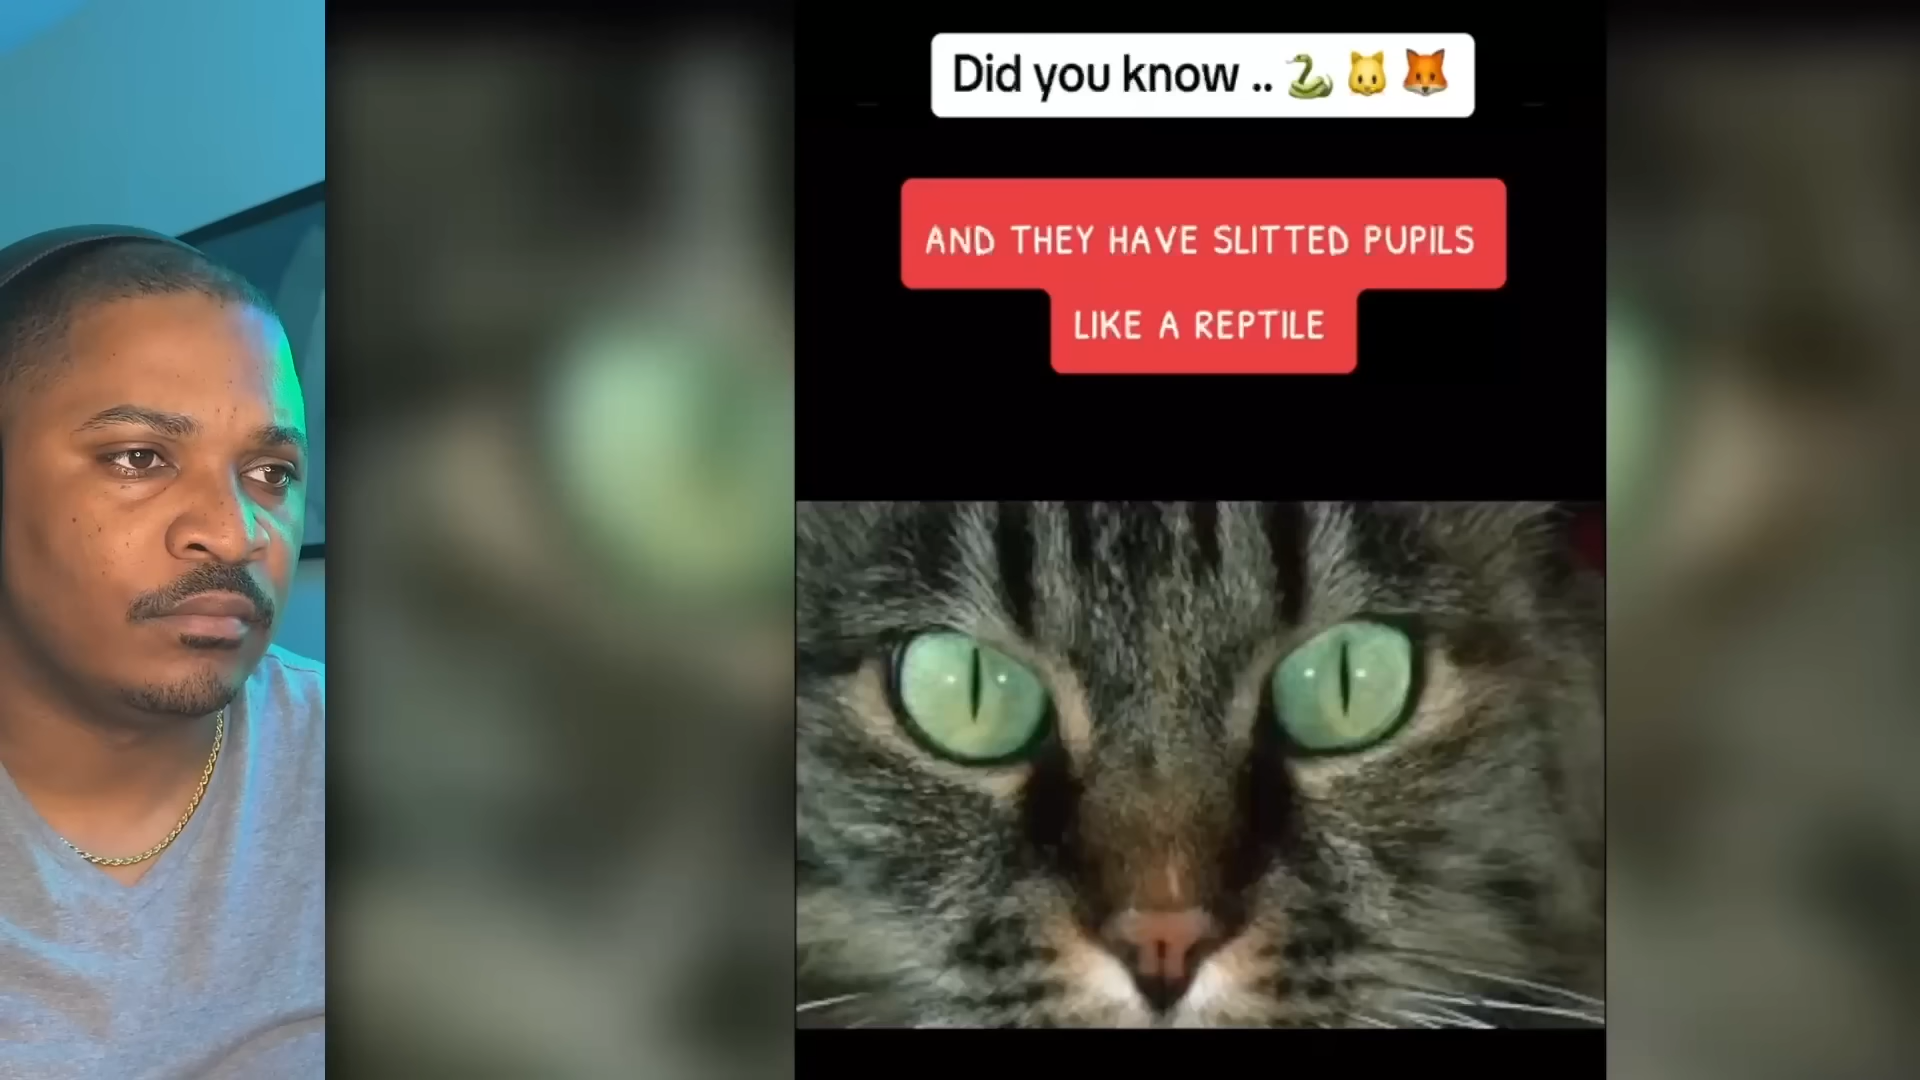 Did you know .. 🐍 🐱 🦊
AND THEY HAVE SLITTED PUPILS
LIKE A REPTILE